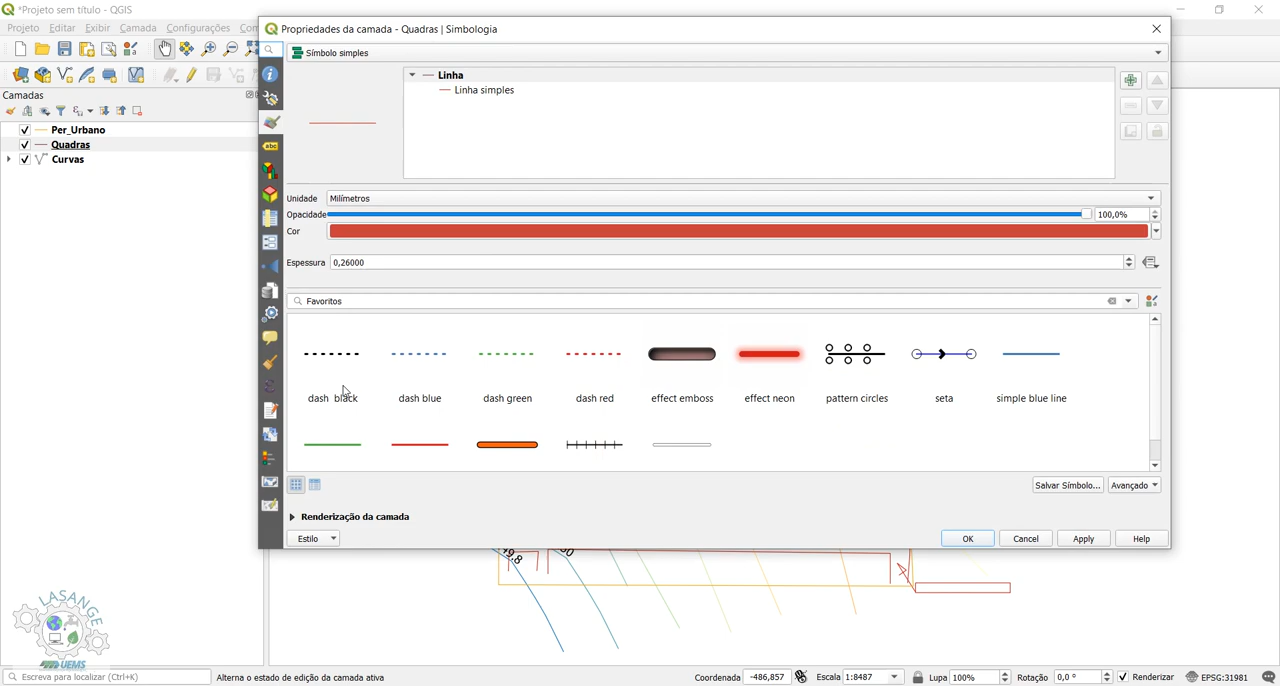 *Projeto sem título - QGIS
Projeto Editar Exibir Camada Configurações
Propriedades da camada - Quadras | Simbologia
Símbolo simples
Linha
Linha simples
Camadas
Per_Urbano
Quadras
Curvas
abc
Unidade Milímetros
Opacidade 100,0%
Cor
Espessura 0,26000
Favoritos
dash black dash blue dash green dash red effect emboss effect neon pattern circles seta simple blue line
Salvar Símbolo... Avançado
Renderização da camada
Estilo OK Cancel Apply Help
LASANGE
UEMS
Escreva para localizar (Ctrl+K) Alterna o estado de edição da camada ativa Coordenada -486,857 Escala 1:8487 Lupa 100% Rotação 0,0 ° Renderizar EPSG:31981